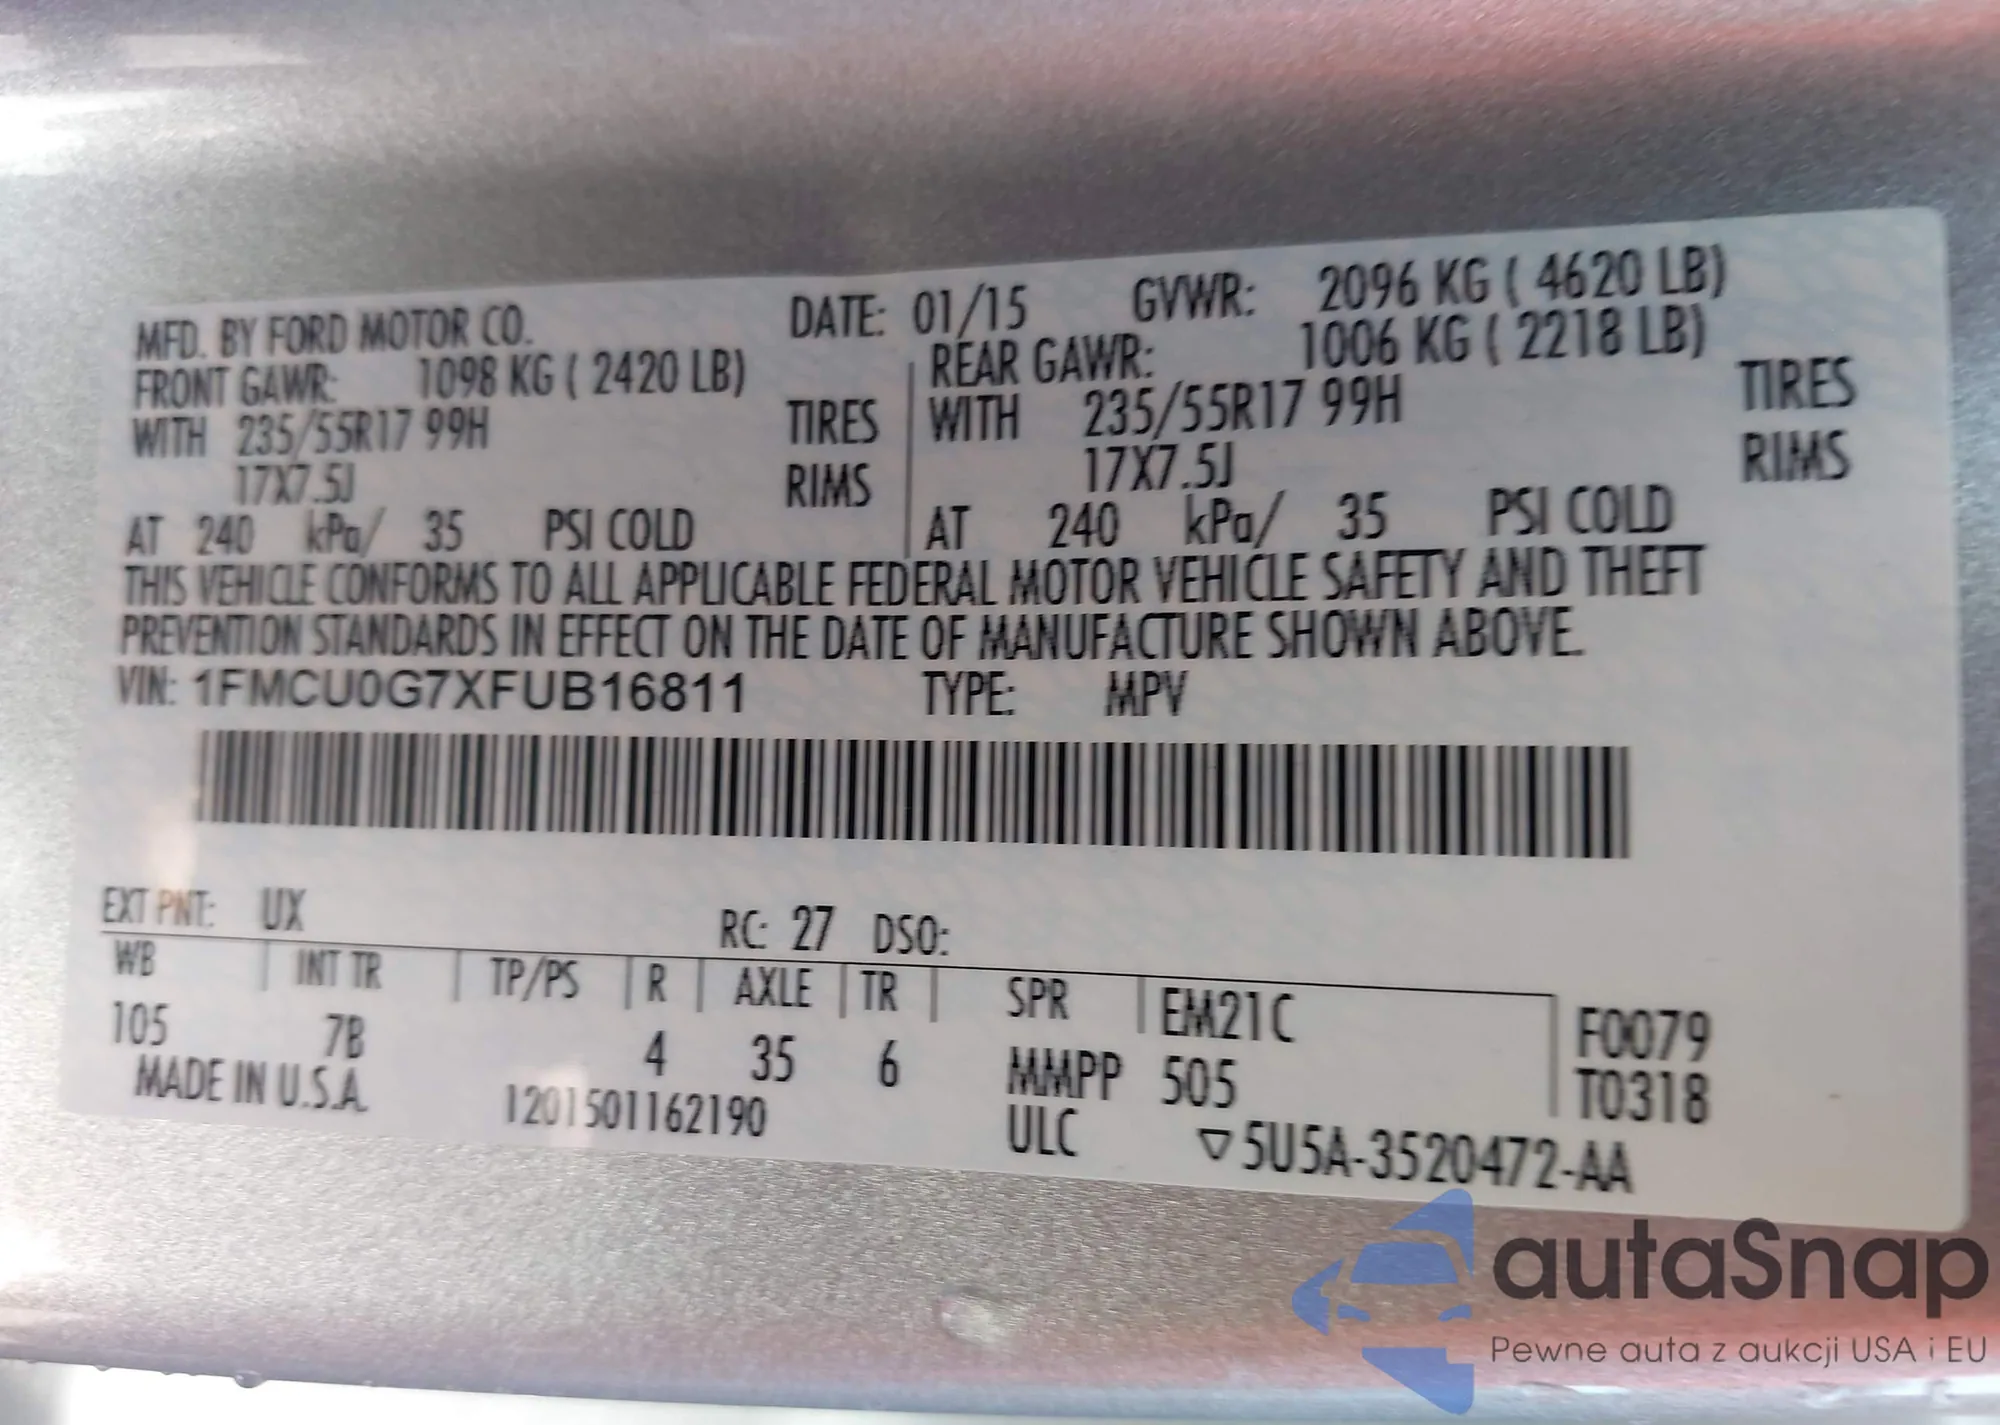 MFD. BY FORD MOTOR CO. DATE: 01/15 GVWR: 2096 KG ( 4620 LB)
FRONT GAWR: 1098 KG ( 2420 LB) REAR GAWR: 1006 KG ( 2218 LB)
WITH 235/55R17 99H TIRES WITH 235/55R17 99H TIRES
17X7.5J RIMS 17X7.5J RIMS
AT 240 kPa/ 35 PSI COLD AT 240 kPa/ 35 PSI COLD
THIS VEHICLE CONFORMS TO ALL APPLICABLE FEDERAL MOTOR VEHICLE SAFETY AND THEFT
PREVENTION STANDARDS IN EFFECT ON THE DATE OF MANUFACTURE SHOWN ABOVE.
VIN: 1FMCU0G7XFUB16811 TYPE: MPV
EXT PNT: UX RC: 27 DSO:
WB INT TR TP/PS R AXLE TR SPR EM21C F0079
105 7B 4 35 6 MMPP 505 T0318
MADE IN U.S.A. 1201501162190 ULC ▽5U5A-3520472-AA
autaSnap
Pewne auta z aukcji USA i EU